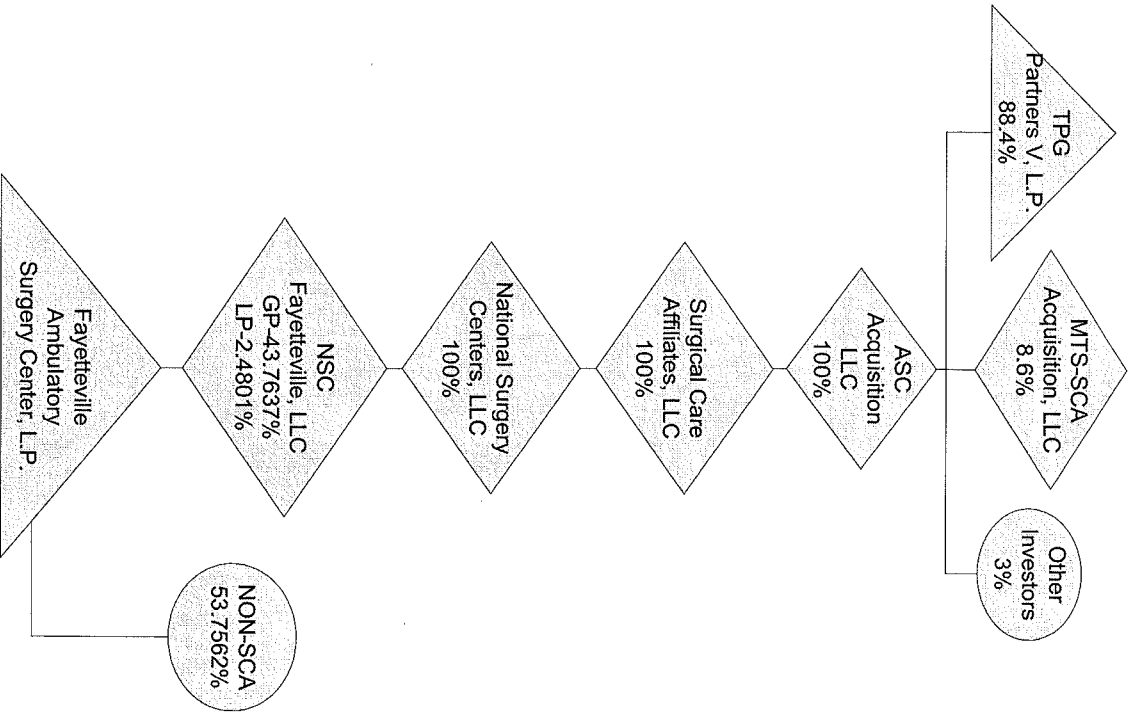 TPG
Partners V, L.P.
88.4%
MTS-SCA
Acquisition, LLC
8.6%
Other
Investors
3%
ASC
Acquisition
LLC
100%
Surgical Care
Affiliates, LLC
100%
National Surgery
Centers, LLC
100%
NSC
Fayetteville, LLC
GP-43.7637%
LP-2.4801%
Fayetteville
Ambulatory
Surgery Center, L.P.
NON-SCA
53.7562%